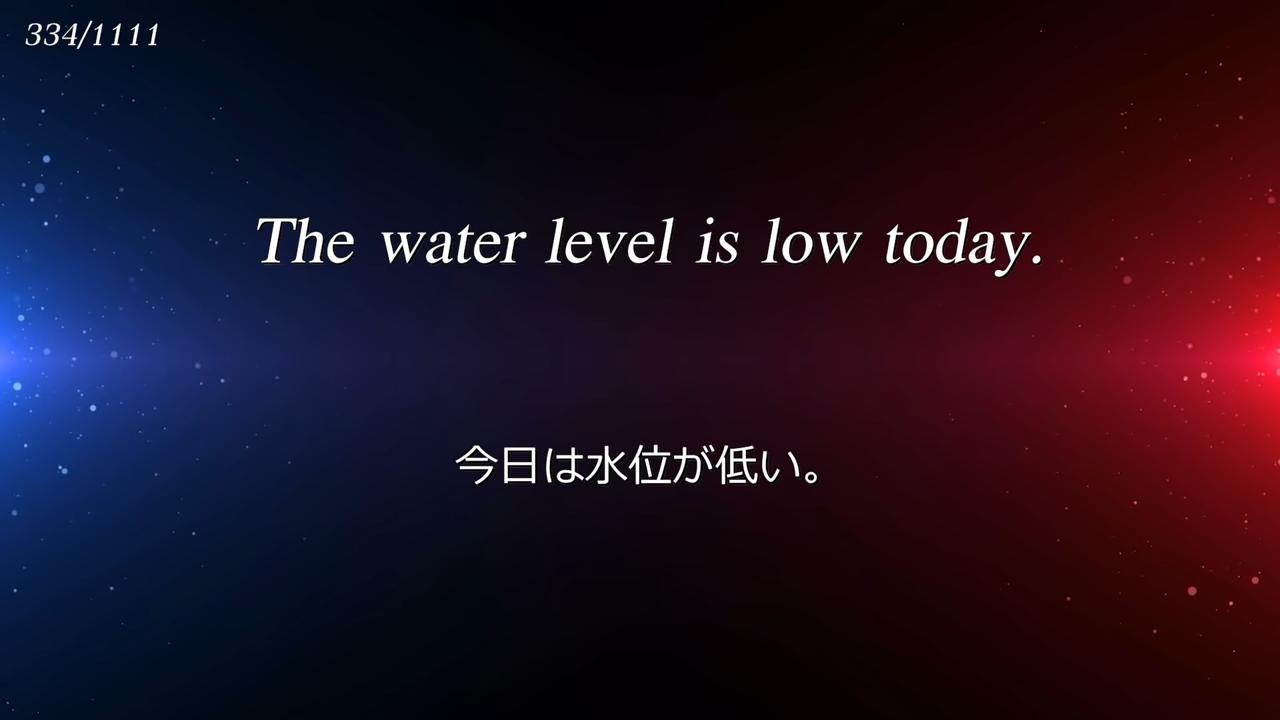 334/1111
The water level is low today.
今日は水位が低い。